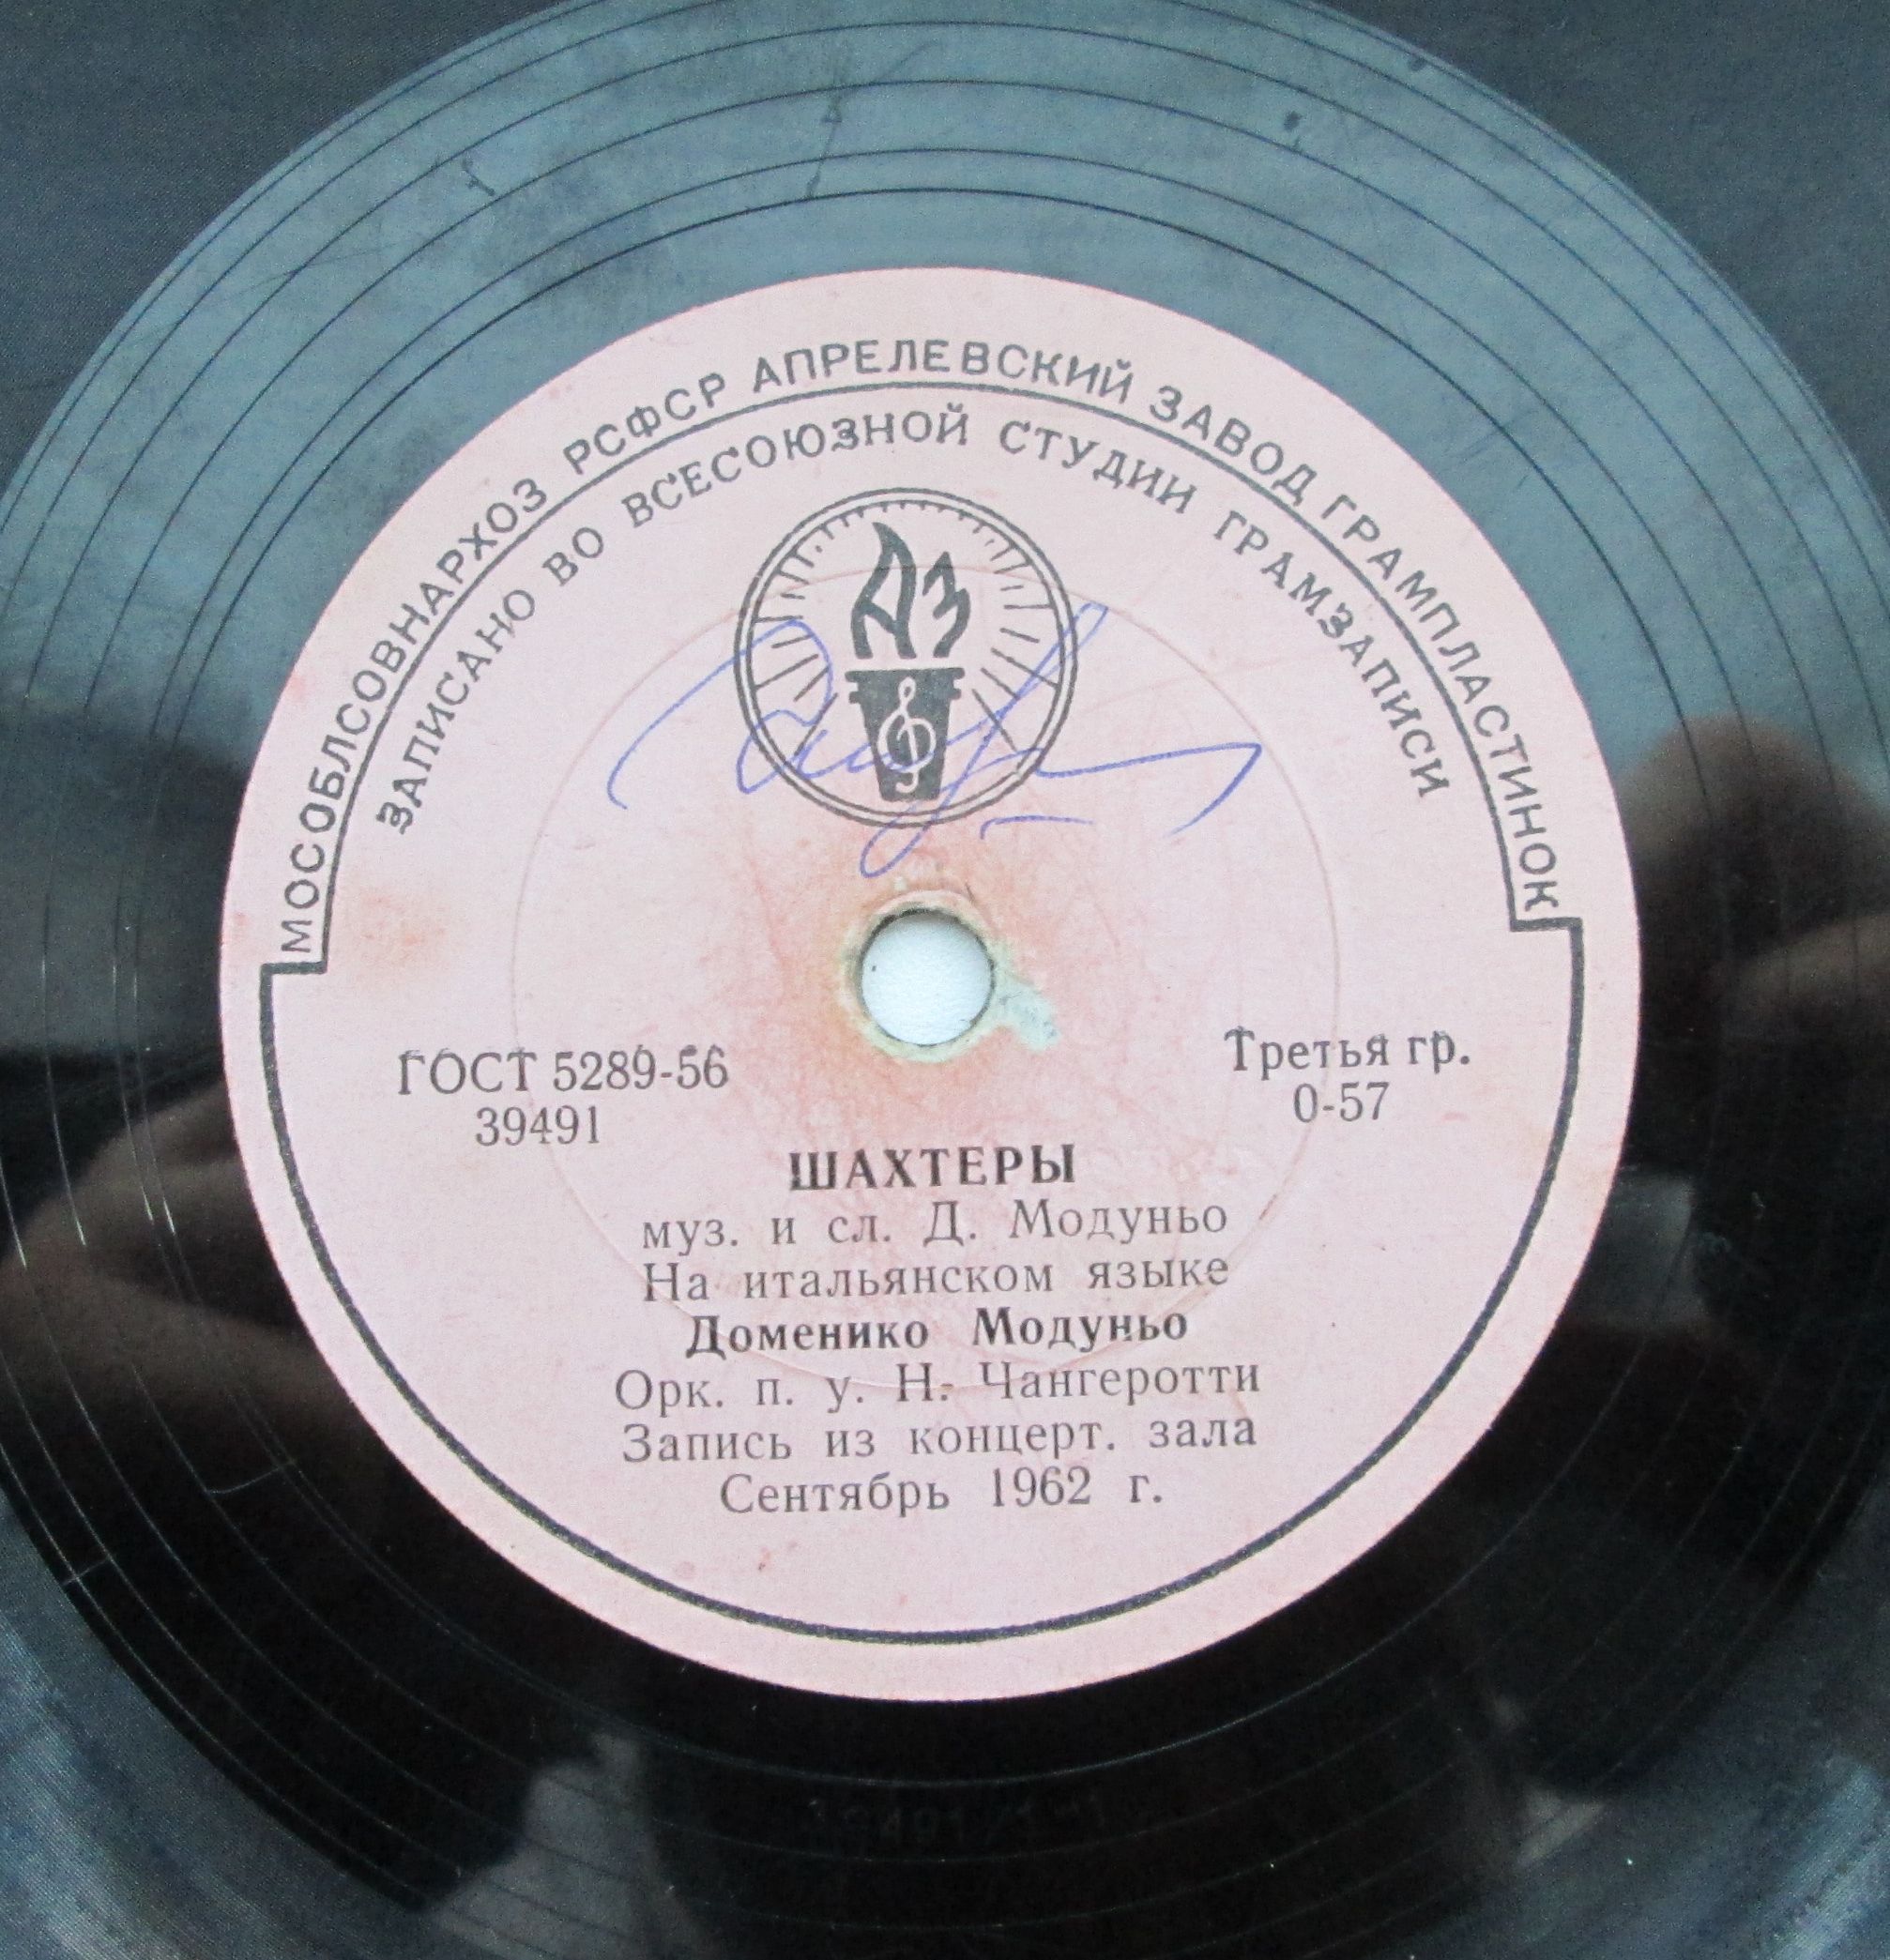 МОСОБЛСОВНАРХОЗ РСФСР АПРЕЛЕВСКИЙ ЗАВОД ГРАМПЛАСТИНОК
ЗАПИСАНО ВО ВСЕСОЮЗНОЙ СТУДИИ ГРАМЗАПИСИ
АЗ
ГОСТ 5289-56
39491
Третья гр.
0-57
ШАХТЕРЫ
муз. и сл. Д. Модуньо
На итальянском языке
Доменико Модуньо
Орк. п. у. Н. Чангеротти
Запись из концерт. зала
Сентябрь 1962 г.